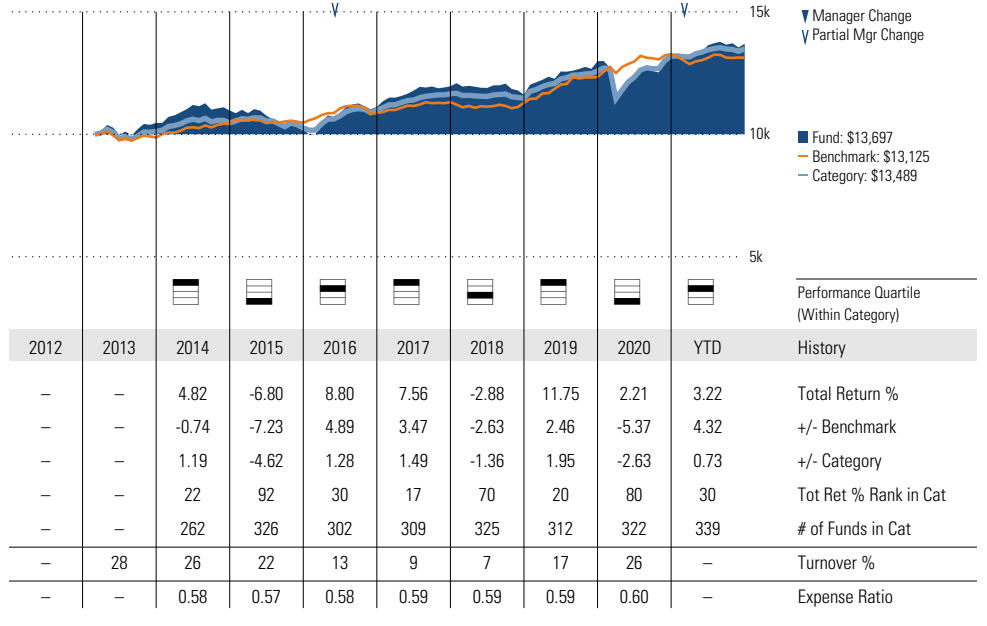 15k
Manager Change
Partial Mgr Change
10k
Fund: $13,697
Benchmark: $13,125
Category: $13,489
5k
Performance Quartile
(Within Category)
2012 2013 2014 2015 2016 2017 2018 2019 2020 YTD History
– – 4.82 -6.80 8.80 7.56 -2.88 11.75 2.21 3.22 Total Return %
– – -0.74 -7.23 4.89 3.47 -2.63 2.46 -5.37 4.32 +/- Benchmark
– – 1.19 -4.62 1.28 1.49 -1.36 1.95 -2.63 0.73 +/- Category
– – 22 92 30 17 70 20 80 30 Tot Ret % Rank in Cat
– – 262 326 302 309 325 312 322 339 # of Funds in Cat
– 28 26 22 13 9 7 17 26 – Turnover %
– – 0.58 0.57 0.58 0.59 0.59 0.59 0.60 – Expense Ratio